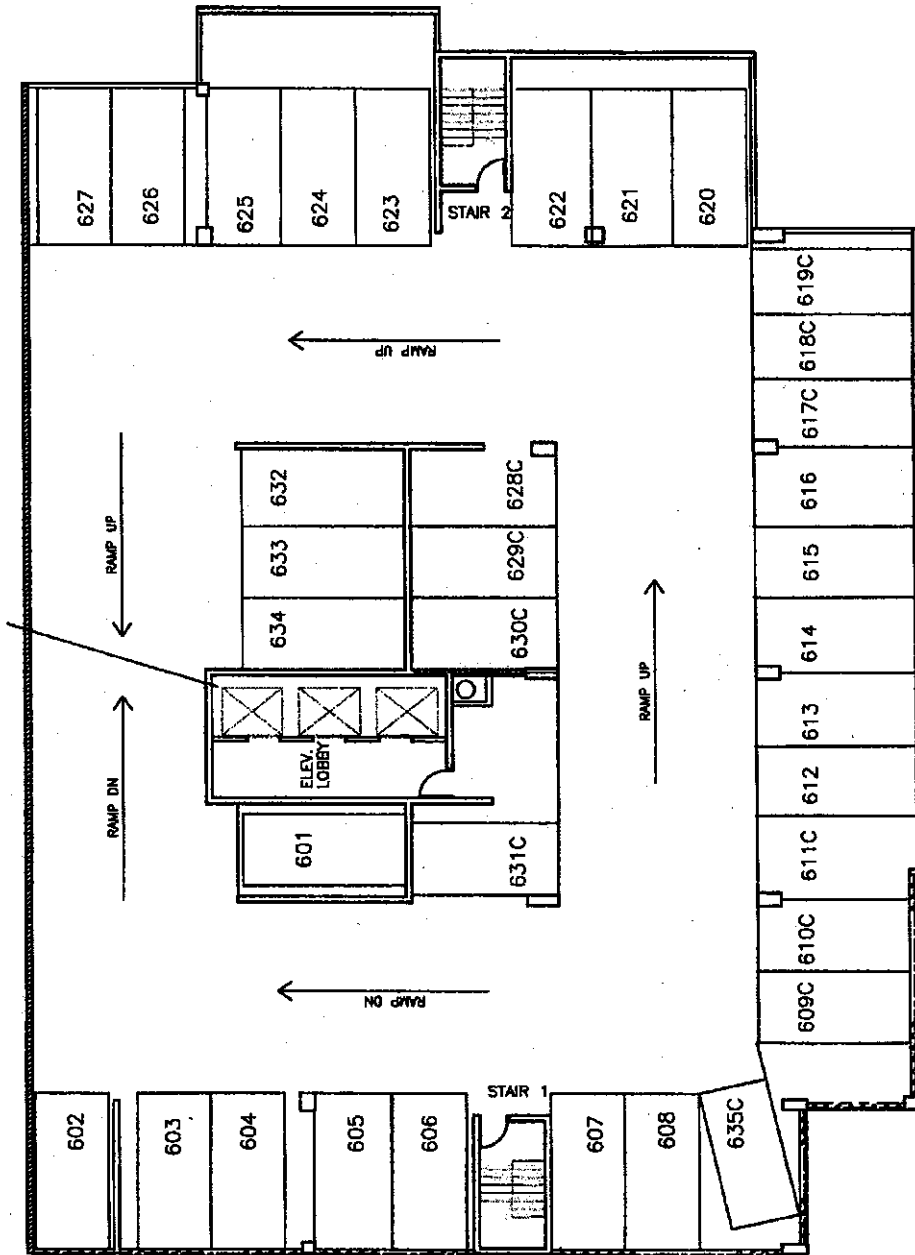 627
626
625
624
623
STAIR 2
622
621
620
RAMP UP
619C
618C
617C
616
615
614
613
612
611C
610C
609C
RAMP UP
632
633
634
628C
629C
630C
RAMP UP
ELEV.
LOBBY
601
631C
RAMP DN
RAMP DN
602
603
604
605
606
STAIR 1
607
608
635C